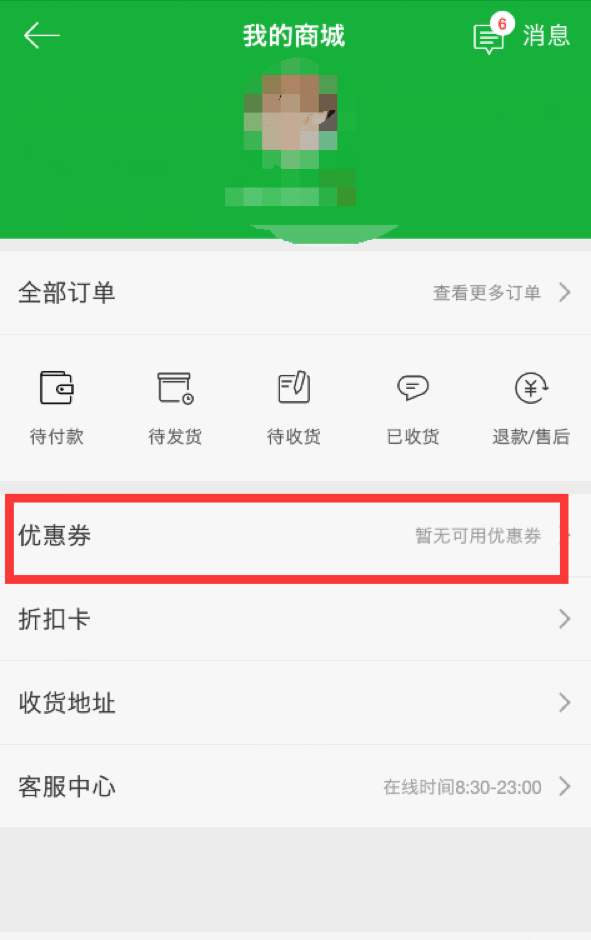 我的商城
6
消息
全部订单 查看更多订单
待付款 待发货 待收货 已收货 退款/售后
优惠券 暂无可用优惠券
折扣卡
收货地址
客服中心 在线时间8:30-23:00